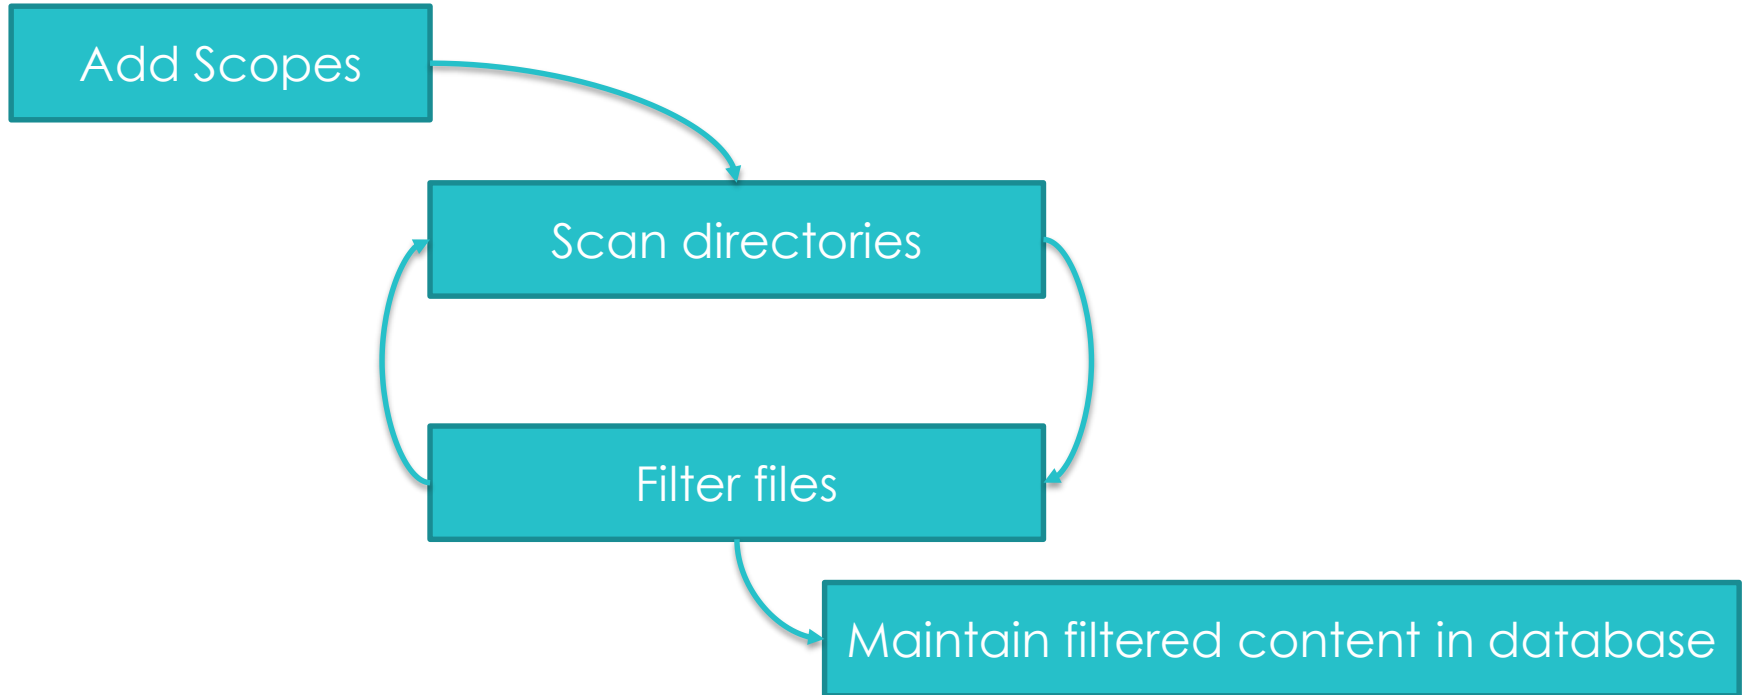 Add Scopes
Scan directories
Filter files
Maintain filtered content in database